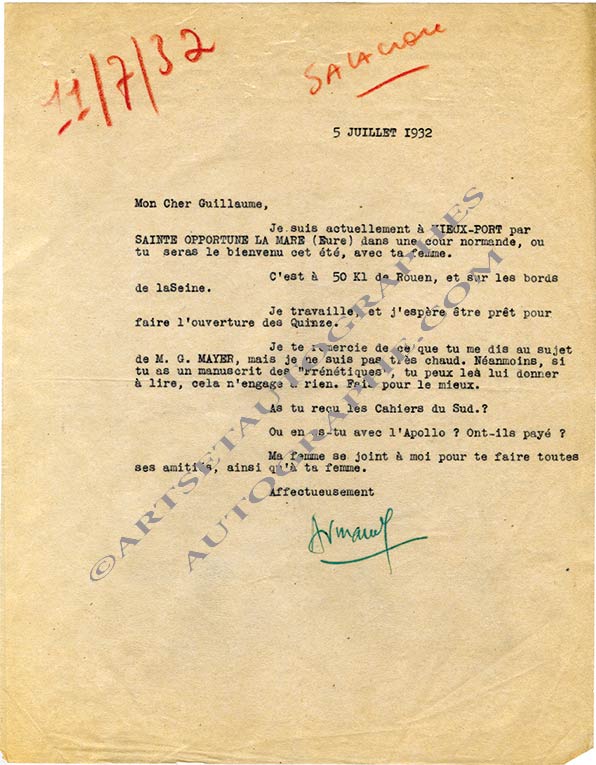 11/7/32
SALACROU
5 JUILLET 1932
Mon Cher Guillaume,
Je suis actuellement à VIEUX-PORT par
SAINTE OPPORTUNE LA MARE (Eure) dans une cour normande, ou
tu seras le bienvenu cet été, avec ta femme.
C'est à 50 Kl de Rouen, et sur les bords
de laSeine.
Je travaille, et j'espère être prêt pour
faire l'ouverture des Quinze.
Je te remercie de ce que tu me dis au sujet
de M. G. MAYER, mais je ne suis pas très chaud. Néanmoins, si
tu as un manuscrit des "Frénétiques", tu peux le lui donner
à lire, cela n'engage à rien. Fais pour le mieux.
As tu reçu les Cahiers du Sud.?
Ou en es-tu avec l'Apollo ? Ont-ils payé ?
Ma femme se joint à moi pour te faire toutes
ses amitiés, ainsi qu'à ta femme.
Affectueusement
Armand
©ARTSETAUTOGRAPHES
AUTOGRAPHE.COM